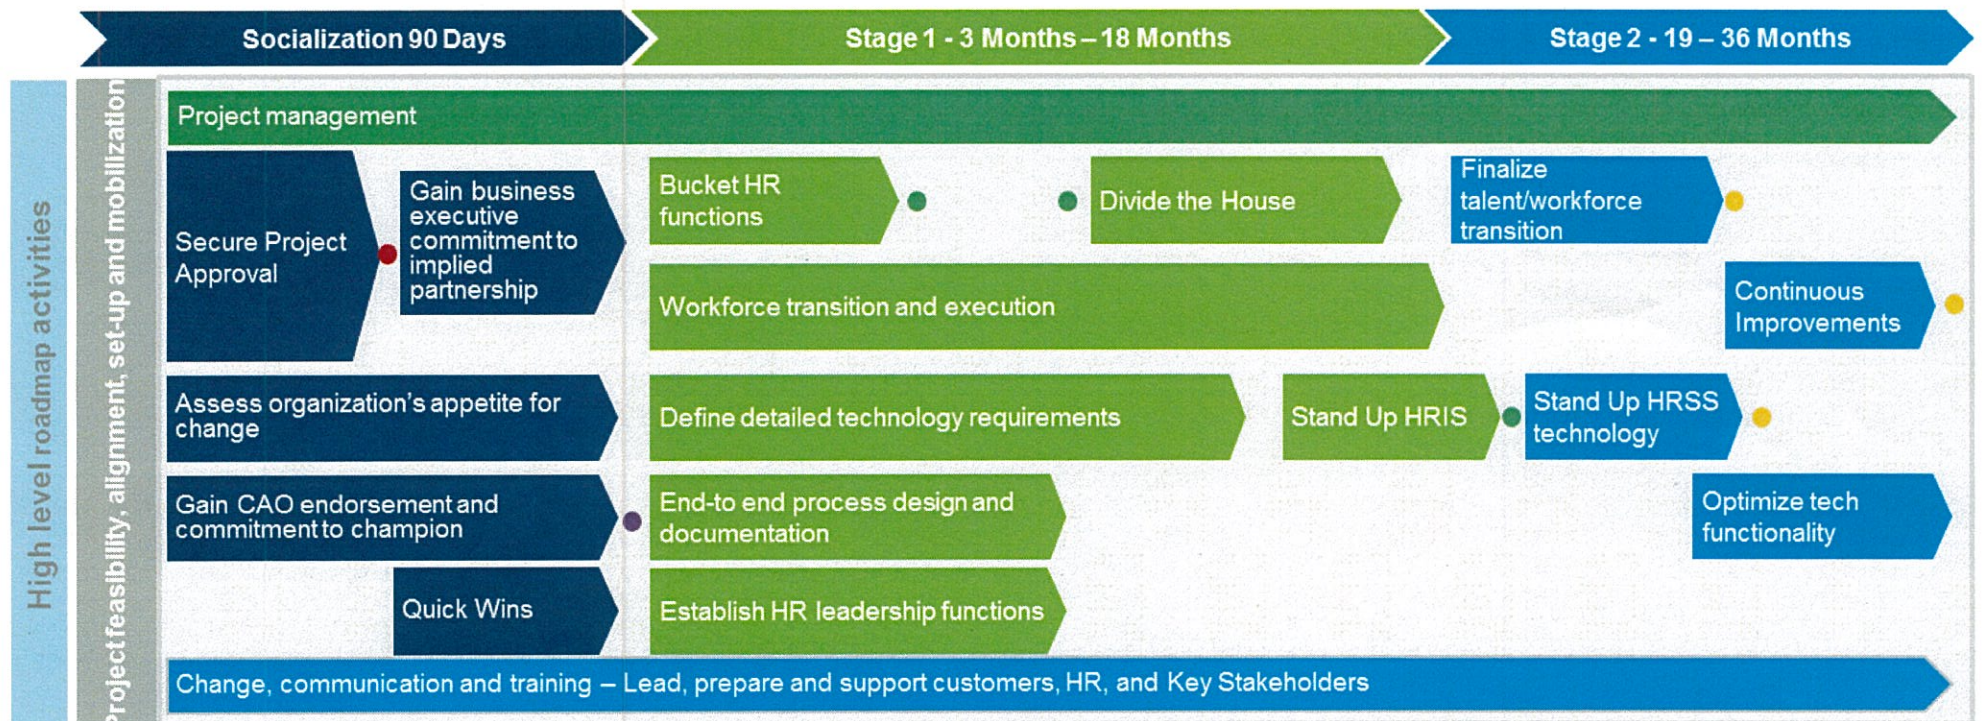 Socialization 90 Days
Stage 1 - 3 Months – 18 Months
Stage 2 - 19 – 36 Months
High level roadmap activities
Project feasibility, alignment, set-up and mobilization
Project management
Secure Project
Approval
Gain business
executive
commitment to
implied
partnership
Bucket HR
functions
Divide the House
Finalize
talent/workforce
transition
Workforce transition and execution
Continuous
Improvements
Assess organization's appetite for
change
Define detailed technology requirements
Stand Up HRIS
Stand Up HRSS
technology
Gain CAO endorsement and
commitment to champion
End-to end process design and
documentation
Optimize tech
functionality
Quick Wins
Establish HR leadership functions
Change, communication and training – Lead, prepare and support customers, HR, and Key Stakeholders